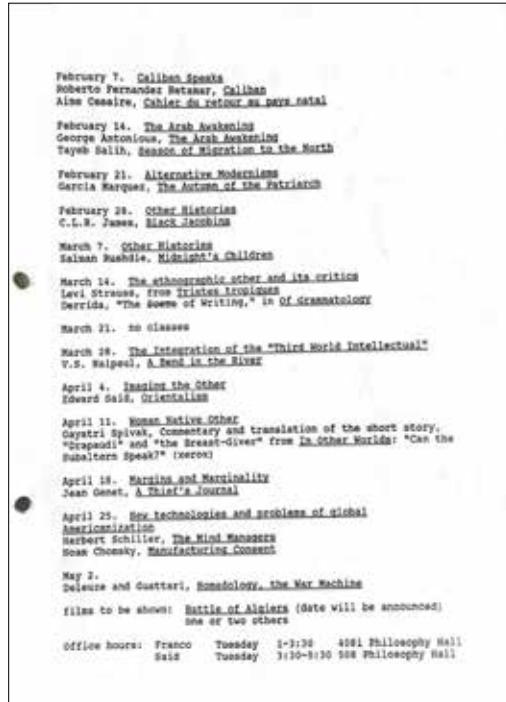 February 7. Caliban Speaks
Roberto Fernandez Retamar, Caliban
Aime Cesaire, Cahier du retour au pays natal
February 14. The Arab Awakening
George Antonious, The Arab Awakening
Tayeb Salih, Season of Migration to the North
February 21. Alternative Modernisms
Garcia Marquez, The Autumn of the Patriarch
February 28. Other Histories
C.L.R. James, Black Jacobins
March 7. Other Histories
Salman Rushdie, Midnight's Children
March 14. The ethnographic other and its critics
Levi Strauss, from Tristes tropiques
Derrida, "The of Writing," in Of grammatology
March 21. no classes
March 28. The Integration of the "Third World Intellectual"
V.S. Naipaul, A Bend in the River
April 4. Imaging the Other
Edward Said, Orientalism
April 11. Woman Native Other
Gayatri Spivak, Commentary and translation of the short story,
"Drapaudi" and "the Breast-Giver" from In Other Worlds: "Can the
Subaltern Speak?" (xerox)
April 18. Margins and Marginality
Jean Genet, A Thief's Journal
April 25. New technologies and problems of global
Americanization
Herbert Schiller, The Mind Managers
Noam Chomsky, Manufacturing Consent
May 2.
Deleuze and Guattari, Nomadology, the War Machine
films to be shown: Battle of Algiers (date will be announced)
one or two others
Office hours: Franco Tuesday 1-3:30 Philosophy Hall
Said Tuesday 3:30-5:30 508 Philosophy Hall